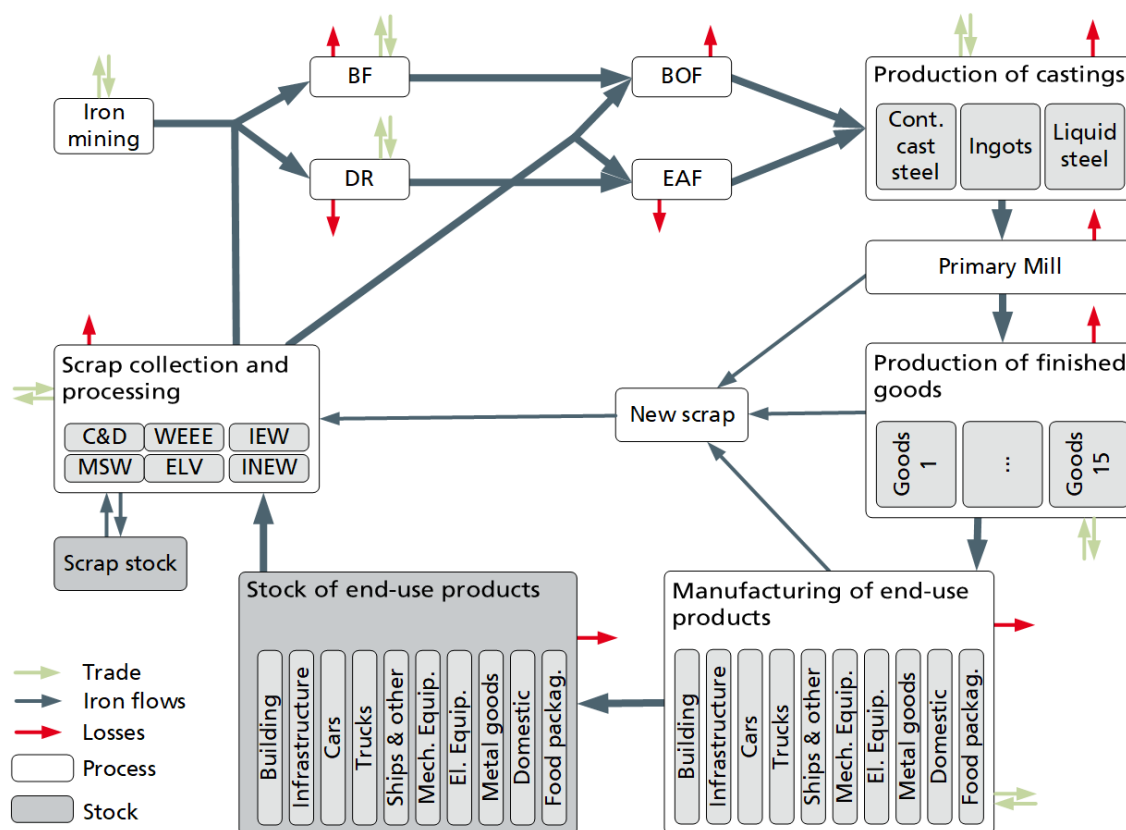 Iron
mining
BF
DR
BOF
EAF
Production of castings
Cont.
cast
steel
Ingots
Liquid
steel
Primary Mill
Production of finished
goods
Goods
1
...
Goods
15
New scrap
Scrap collection and
processing
C&D
WEEE
IEW
MSW
ELV
INEW
Scrap stock
Stock of end-use products
Building
Infrastructure
Cars
Trucks
Ships & other
Mech. Equip.
El. Equip.
Metal goods
Domestic
Food packag.
Manufacturing of end-use
products
Building
Infrastructure
Cars
Trucks
Ships & other
Mech. Equip.
El. Equip.
Metal goods
Domestic
Food packag.
Trade
Iron flows
Losses
Process
Stock